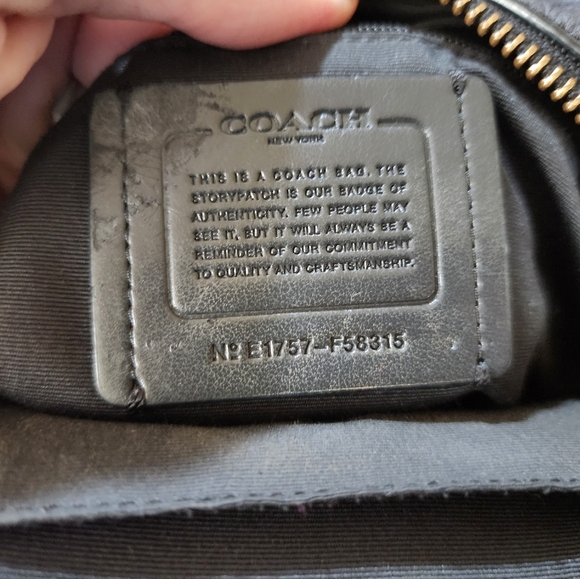 COACH
NEW YORK
THIS IS A COACH BAG. THE
STORYPATCH IS OUR BADGE OF
AUTHENTICITY. FEW PEOPLE MAY
SEE IT, BUT IT WILL ALWAYS BE A
REMINDER OF OUR COMMITMENT
TO QUALITY AND CRAFTSMANSHIP.
Nº E1757-F58315